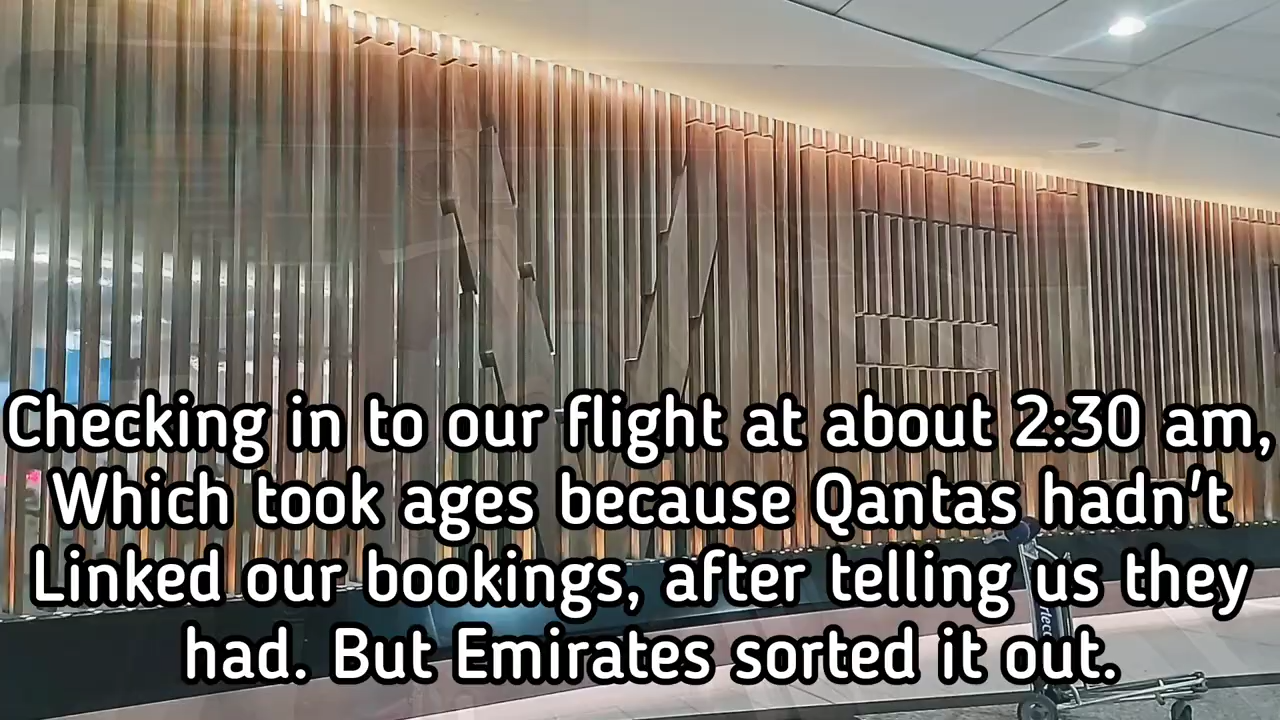 Checking in to our flight at about 2:30 am,
Which took ages because Qantas hadn't
Linked our bookings, after telling us they
had. But Emirates sorted it out.